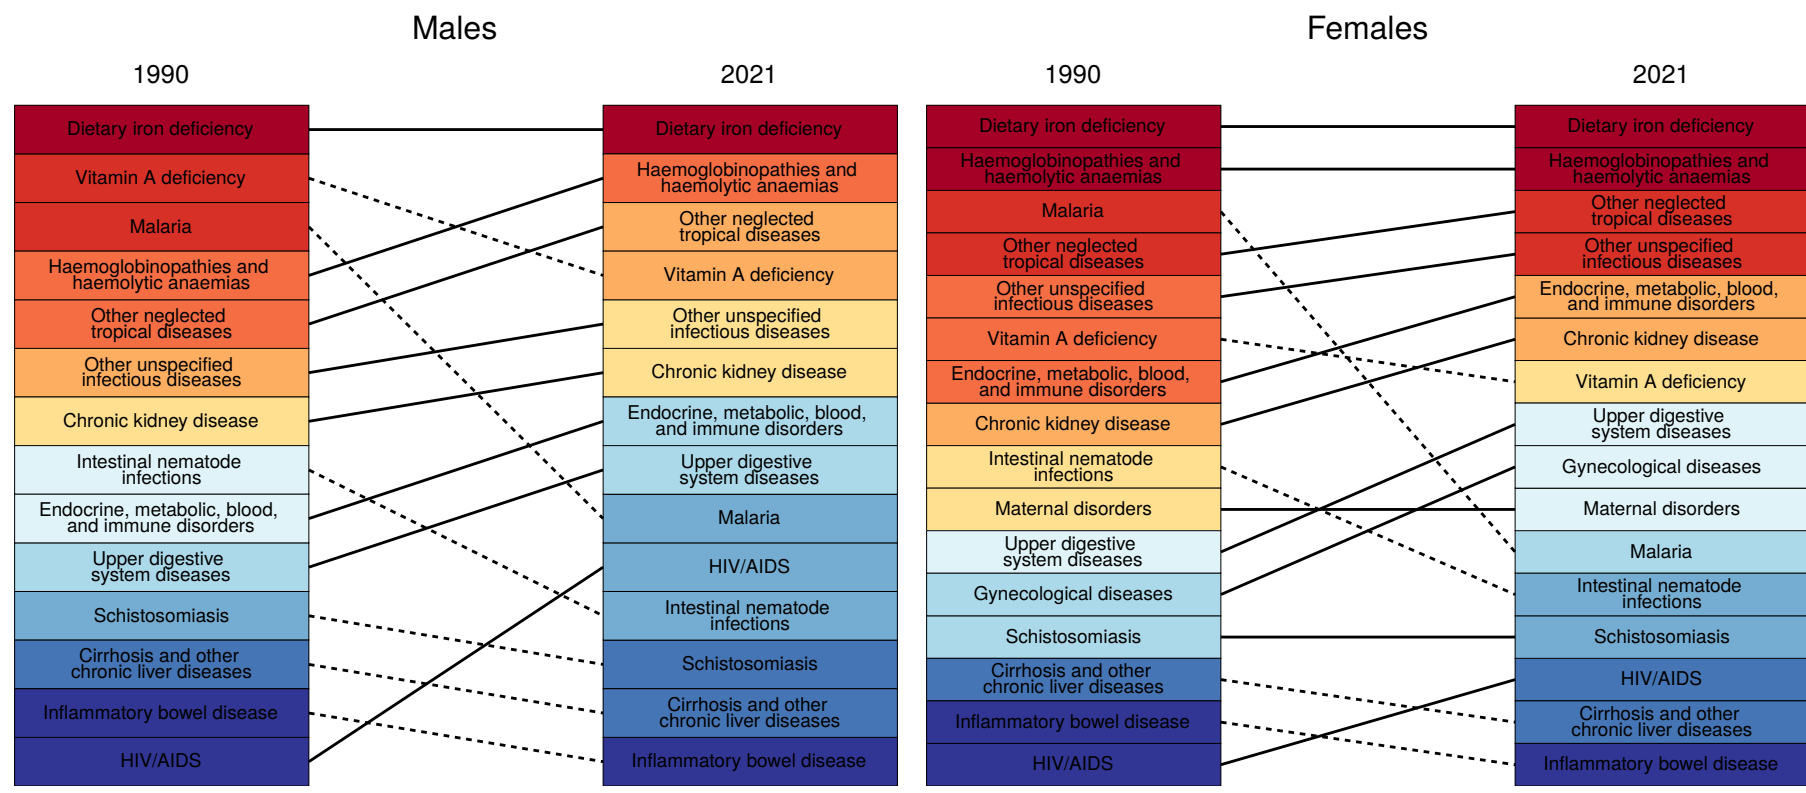 Males
1990
2021
Dietary iron deficiency
Vitamin A deficiency
Malaria
Haemoglobinopathies and
haemolytic anaemias
Other neglected
tropical diseases
Other unspecified
infectious diseases
Chronic kidney disease
Intestinal nematode
infections
Endocrine, metabolic, blood,
and immune disorders
Upper digestive
system diseases
Schistosomiasis
Cirrhosis and other
chronic liver diseases
Inflammatory bowel disease
HIV/AIDS
Dietary iron deficiency
Haemoglobinopathies and
haemolytic anaemias
Other neglected
tropical diseases
Vitamin A deficiency
Other unspecified
infectious diseases
Chronic kidney disease
Endocrine, metabolic, blood,
and immune disorders
Upper digestive
system diseases
Malaria
HIV/AIDS
Intestinal nematode
infections
Schistosomiasis
Cirrhosis and other
chronic liver diseases
Inflammatory bowel disease
Females
1990
2021
Dietary iron deficiency
Haemoglobinopathies and
haemolytic anaemias
Malaria
Other neglected
tropical diseases
Other unspecified
infectious diseases
Vitamin A deficiency
Endocrine, metabolic, blood,
and immune disorders
Chronic kidney disease
Intestinal nematode
infections
Maternal disorders
Upper digestive
system diseases
Gynecological diseases
Schistosomiasis
Cirrhosis and other
chronic liver diseases
Inflammatory bowel disease
HIV/AIDS
Dietary iron deficiency
Haemoglobinopathies and
haemolytic anaemias
Other neglected
tropical diseases
Other unspecified
infectious diseases
Endocrine, metabolic, blood,
and immune disorders
Chronic kidney disease
Vitamin A deficiency
Upper digestive
system diseases
Gynecological diseases
Maternal disorders
Malaria
Intestinal nematode
infections
Schistosomiasis
HIV/AIDS
Cirrhosis and other
chronic liver diseases
Inflammatory bowel disease